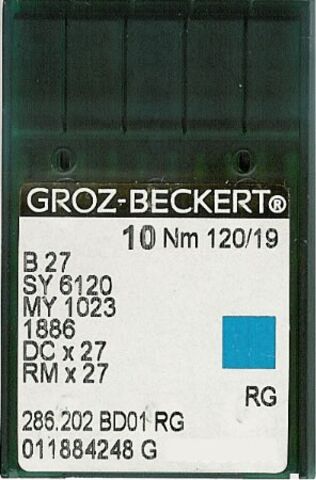 GROZ-BECKERT®
10 Nm 120/19
B 27
SY 6120
MY 1023
1886
DC x 27
RM x 27
RG
286.202 BD01 RG
011884248 G